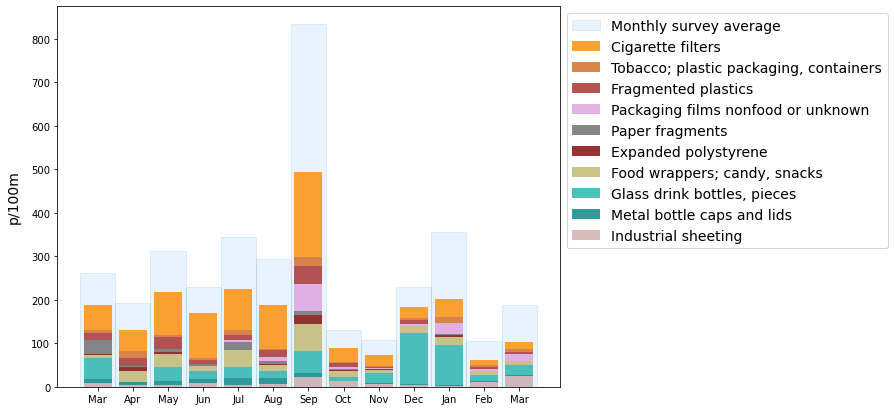 800
700
600
500
400
300
200
100
0
p/100m
Mar Apr May Jun Jul Aug Sep Oct Nov Dec Jan Feb Mar
Monthly survey average
Cigarette filters
Tobacco; plastic packaging, containers
Fragmented plastics
Packaging films nonfood or unknown
Paper fragments
Expanded polystyrene
Food wrappers; candy, snacks
Glass drink bottles, pieces
Metal bottle caps and lids
Industrial sheeting